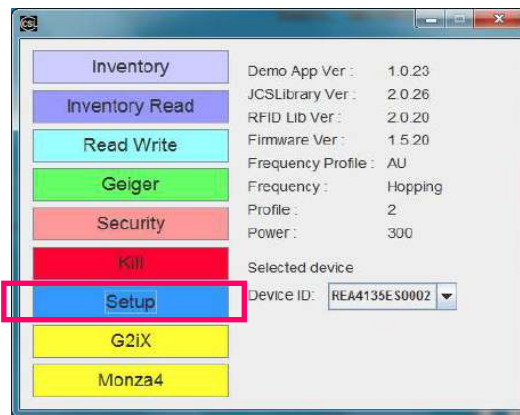 CSL
Inventory
Inventory Read
Read Write
Geiger
Security
Kill
Setup
G2iX
Monza4
Demo App Ver : 1.0.23
JCSLibrary Ver : 2.0.26
RFID Lib Ver : 2.0.20
Firmware Ver : 1.5.20
Frequency Profile : AU
Frequency : Hopping
Profile : 2
Power : 300
Selected device
Device ID: REA4135ES0002